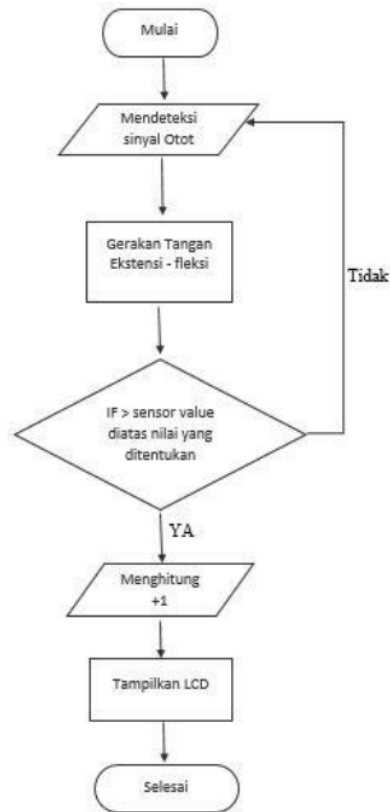 Mulai
Mendeteksi
sinyal Otot
Gerakan Tangan
Ekstensi - fleksi
Tidak
IF > sensor value
diatas nilai yang
ditentukan
YA
Menghitung
+1
Tampilkan LCD
Selesai